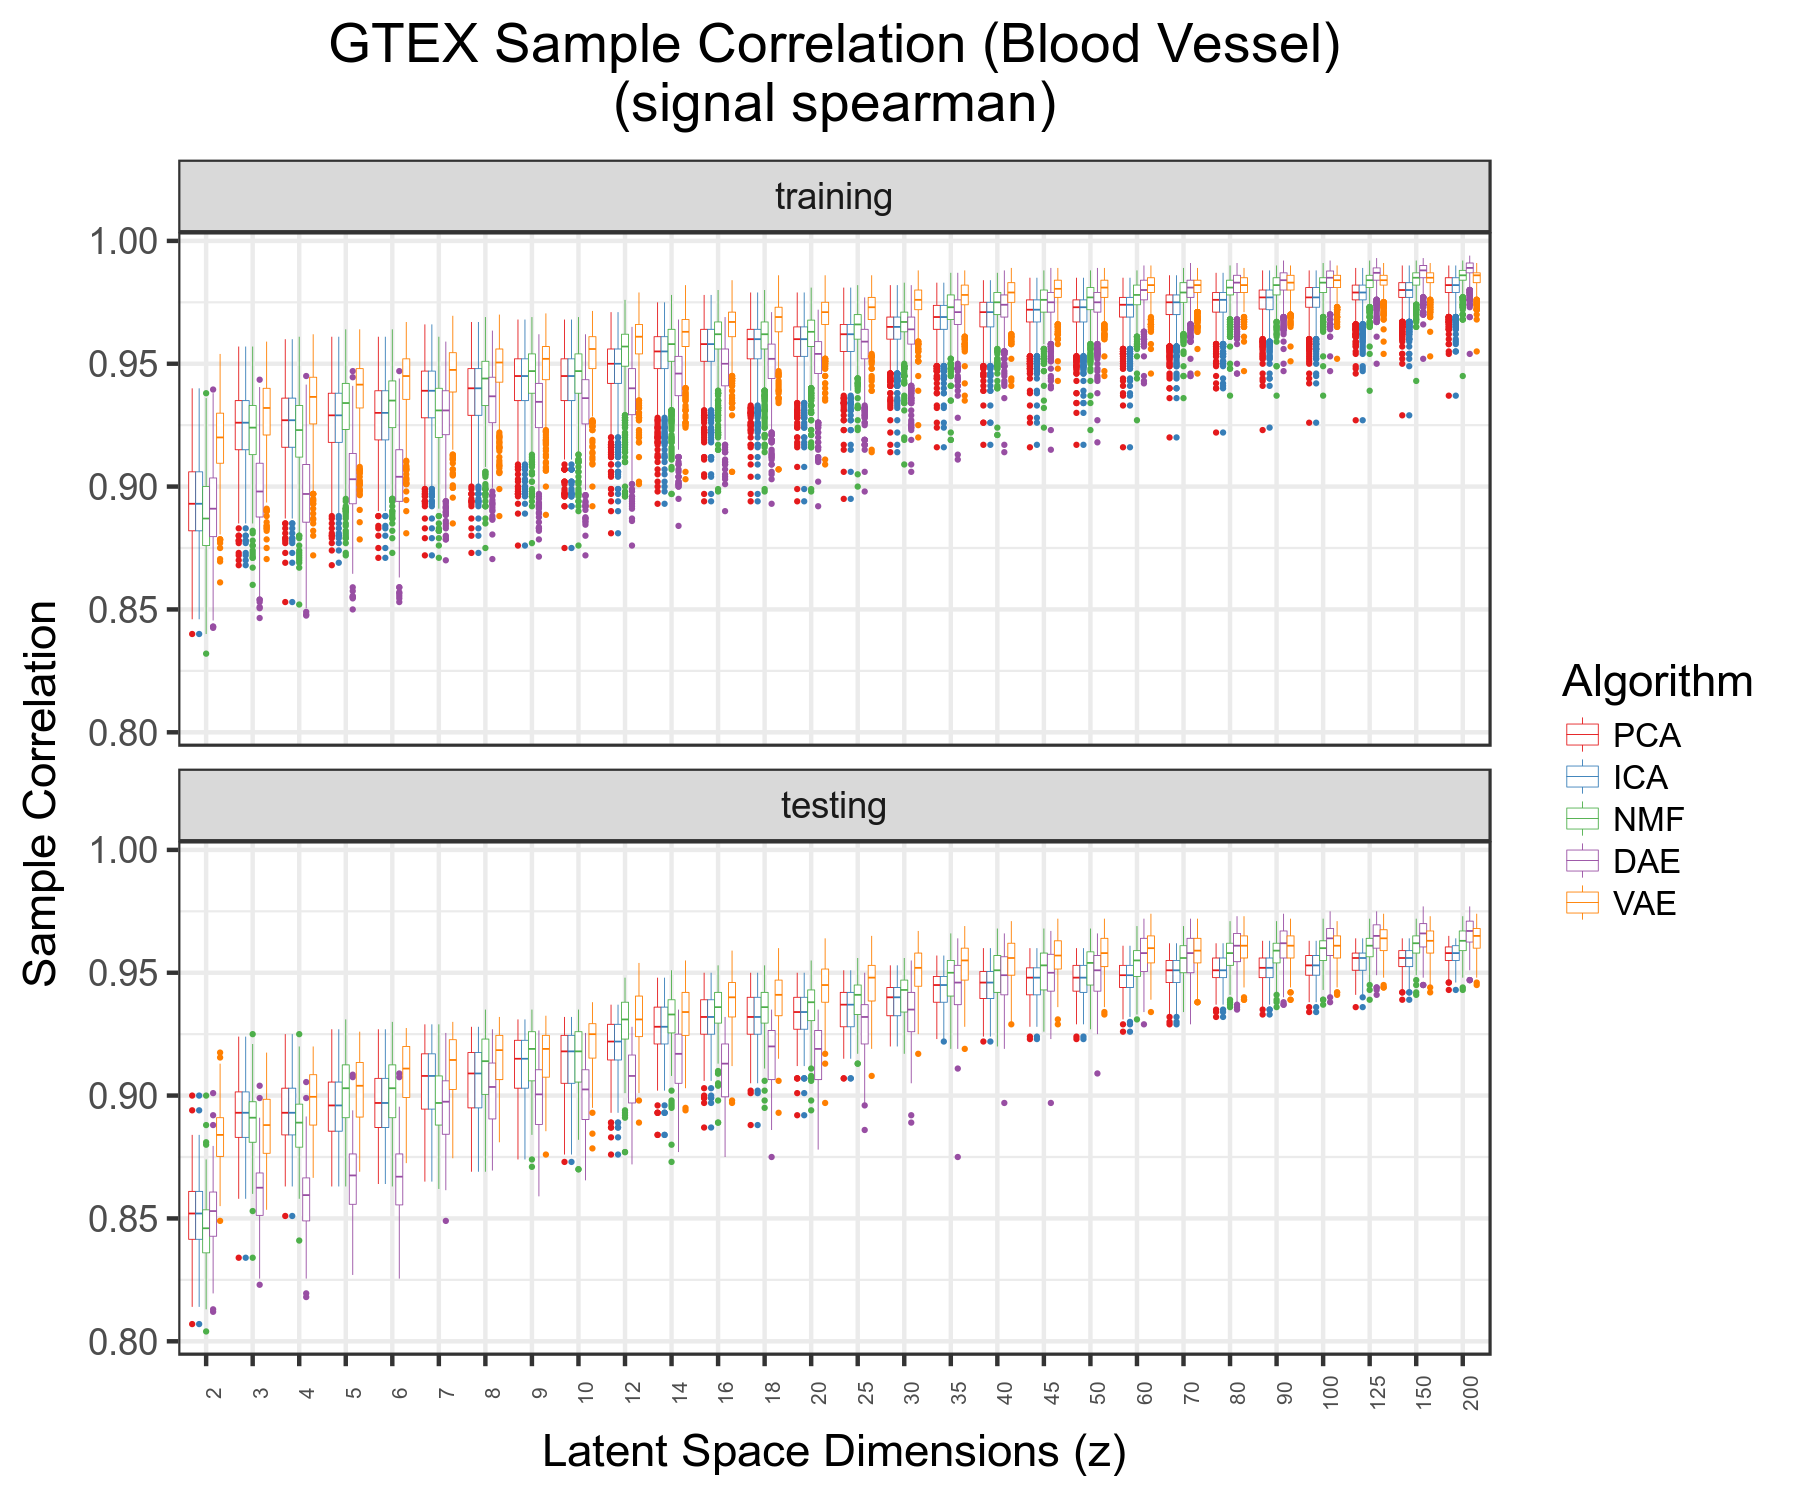 GTEX Sample Correlation (Blood Vessel)
(signal spearman)
training
1.00
0.95
0.90
0.85
0.80
Sample Correlation
testing
1.00
0.95
0.90
0.85
0.80
2 3 4 5 6 7 8 9 10 12 14 16 18 20 25 30 35 40 45 50 60 70 80 90 100 125 150 200
Latent Space Dimensions (z)
Algorithm
PCA
ICA
NMF
DAE
VAE